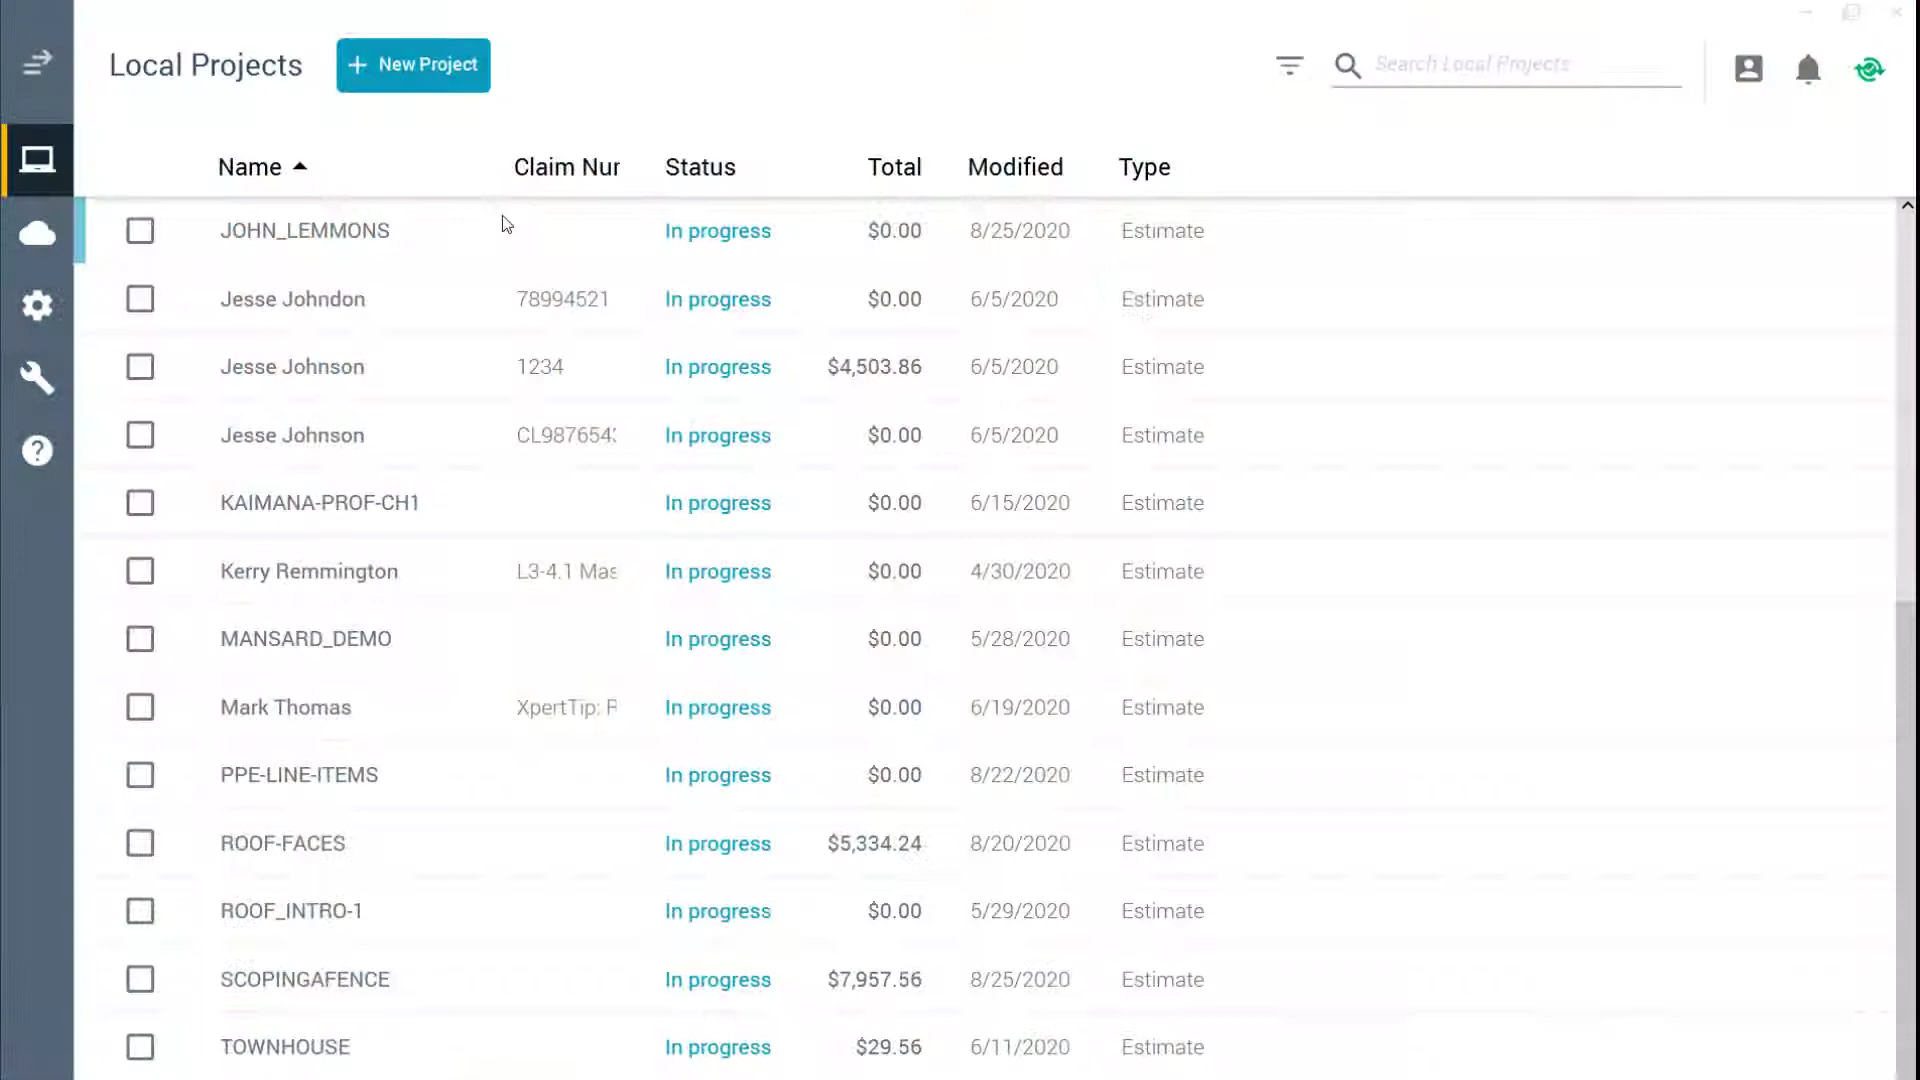 Local Projects
+ New Project
Search Local Projects
Name Claim Nur Status Total Modified Type
JOHN_LEMMONS In progress $0.00 8/25/2020 Estimate
Jesse Johndon 78994521 In progress $0.00 6/5/2020 Estimate
Jesse Johnson 1234 In progress $4,503.86 6/5/2020 Estimate
Jesse Johnson CL9876543 In progress $0.00 6/5/2020 Estimate
KAIMANA-PROF-CH1 In progress $0.00 6/15/2020 Estimate
Kerry Remmington L3-4.1 Mas In progress $0.00 4/30/2020 Estimate
MANSARD_DEMO In progress $0.00 5/28/2020 Estimate
Mark Thomas XpertTip: R In progress $0.00 6/19/2020 Estimate
PPE-LINE-ITEMS In progress $0.00 8/22/2020 Estimate
ROOF-FACES In progress $5,334.24 8/20/2020 Estimate
ROOF_INTRO-1 In progress $0.00 5/29/2020 Estimate
SCOPINGAFENCE In progress $7,957.56 8/25/2020 Estimate
TOWNHOUSE In progress $29.56 6/11/2020 Estimate